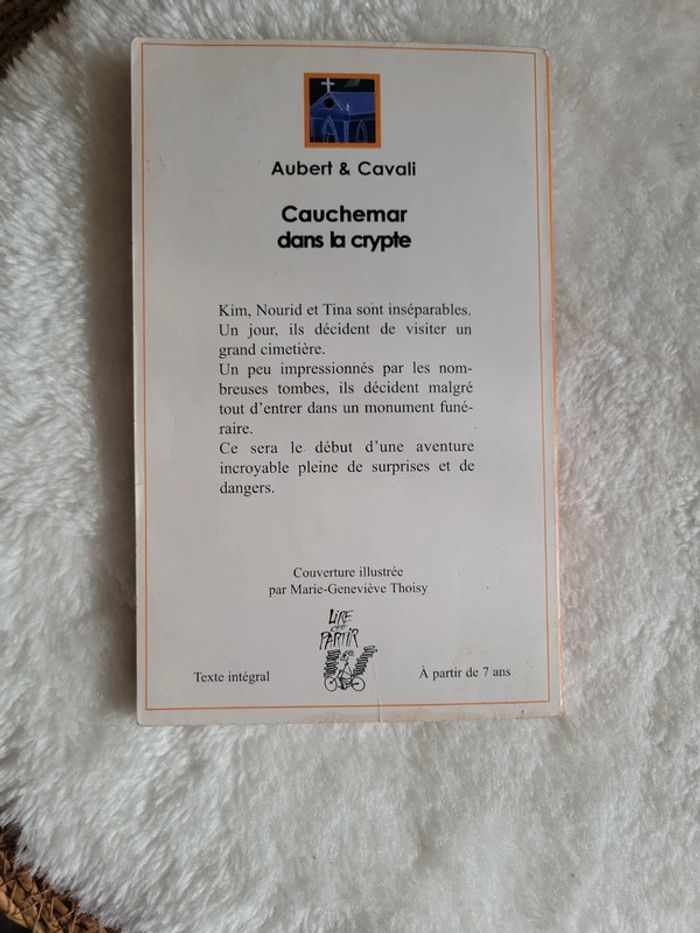 Aubert & Cavali
Cauchemar
dans la crypte
Kim, Nourid et Tina sont inséparables.
Un jour, ils décident de visiter un
grand cimetière.
Un peu impressionnés par les nom-
breuses tombes, ils décident malgré
tout d'entrer dans un monument funé-
raire.
Ce sera le début d'une aventure
incroyable pleine de surprises et de
dangers.
Couverture illustrée
par Marie-Geneviève Thoisy
LIRE
c'est
PARTIR
Texte intégral
À partir de 7 ans